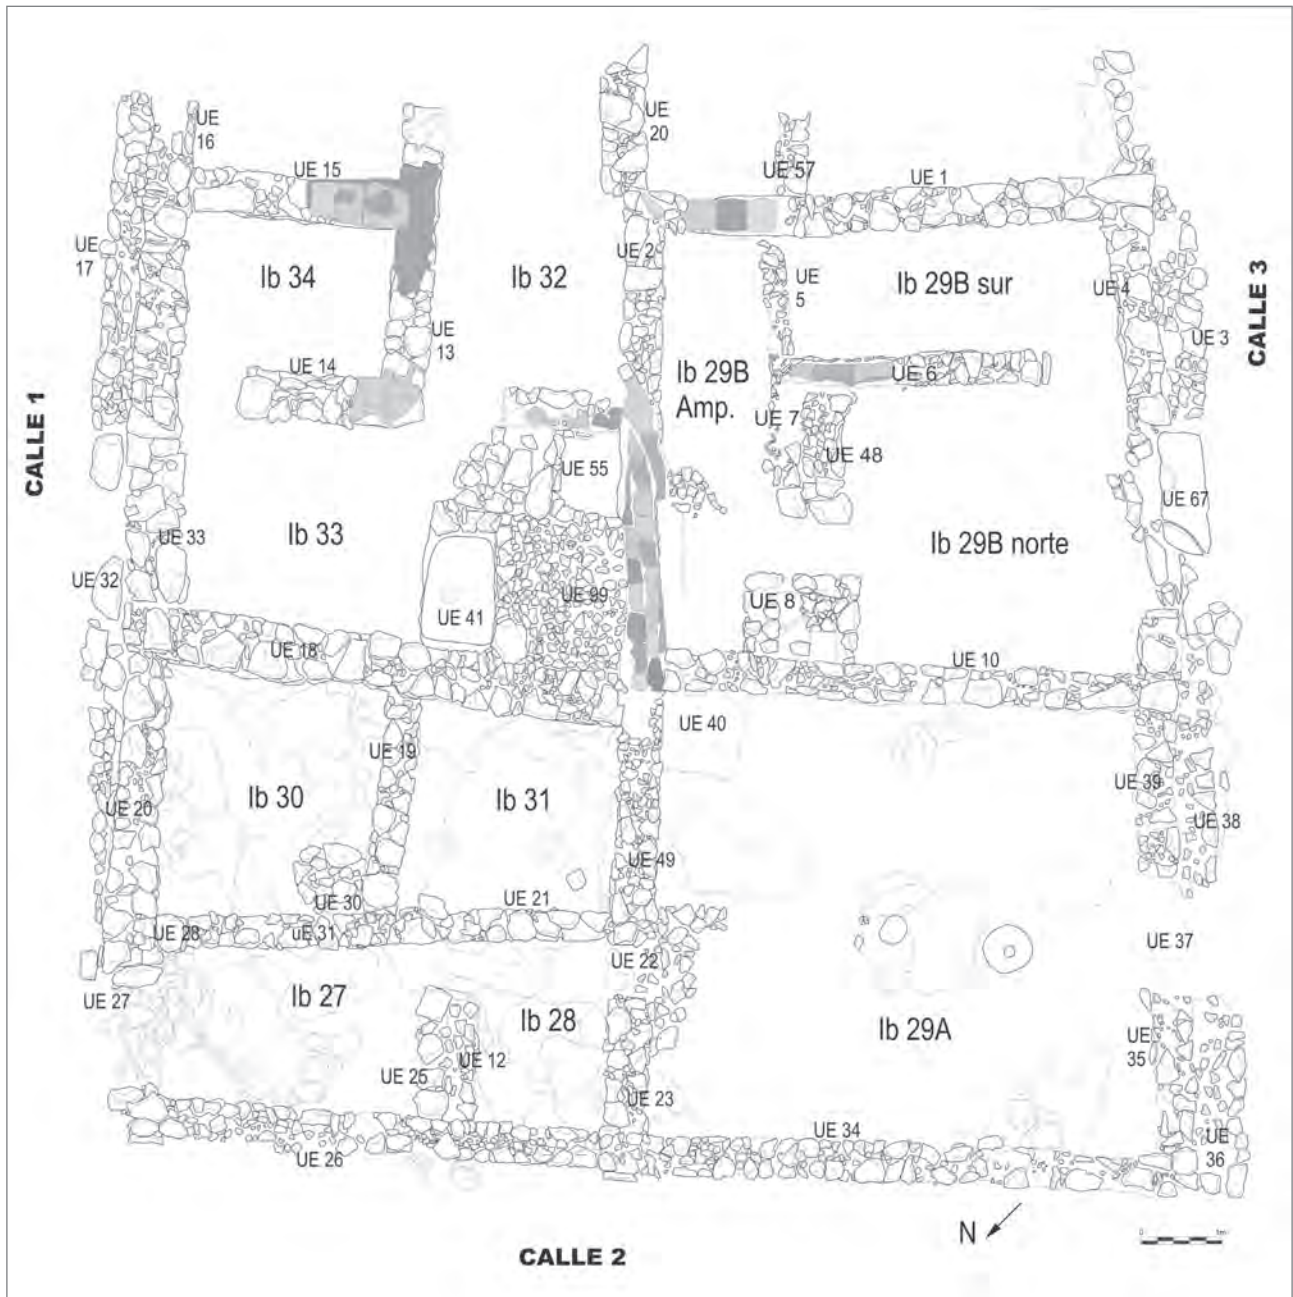 UE
16
UE 15
UE
20
UE 57
UE 1
UE
17
Ib 34
Ib 32
UE 2
UE
5
Ib 29B sur
UE 4
UE 3
CALLE 3
UE
13
UE 14
Ib 29B
Amp.
UE 6
CALLE 1
UE 7
UE 48
UE 55
UE 67
Ib 33
UE 33
Ib 29B norte
UE 32
UE 41
UE 99
UE 8
UE 18
UE 10
UE 40
UE 19
UE 39
UE 38
UE 20
Ib 30
Ib 31
UE 49
UE 30
UE 21
UE 28
uE 31
UE 22
UE 37
UE 27
Ib 27
Ib 28
Ib 29A
UE
35
UE 25
UE 12
UE 23
UE 34
UE
36
UE 26
N
0
1m
CALLE 2